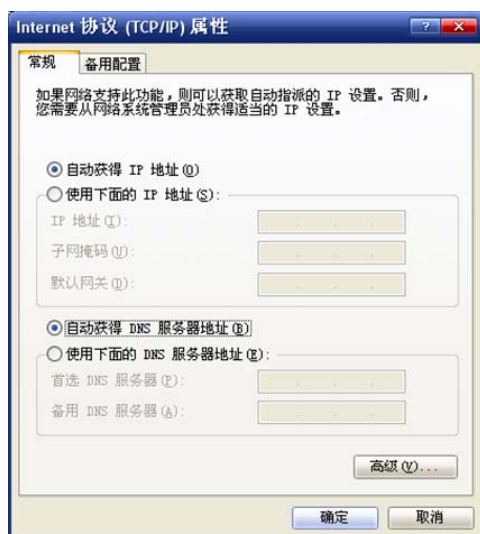 Internet 协议 (TCP/IP) 属性
常规 备用配置
如果网络支持此功能，则可以获取自动指派的 IP 设置。否则，
您需要从网络系统管理员处获得适当的 IP 设置。
自动获得 IP 地址(O)
使用下面的 IP 地址(S):
IP 地址(I):
子网掩码(U):
默认网关(D):
自动获得 DNS 服务器地址(B)
使用下面的 DNS 服务器地址(E):
首选 DNS 服务器(P):
备用 DNS 服务器(A):
高级(V)...
确定 取消